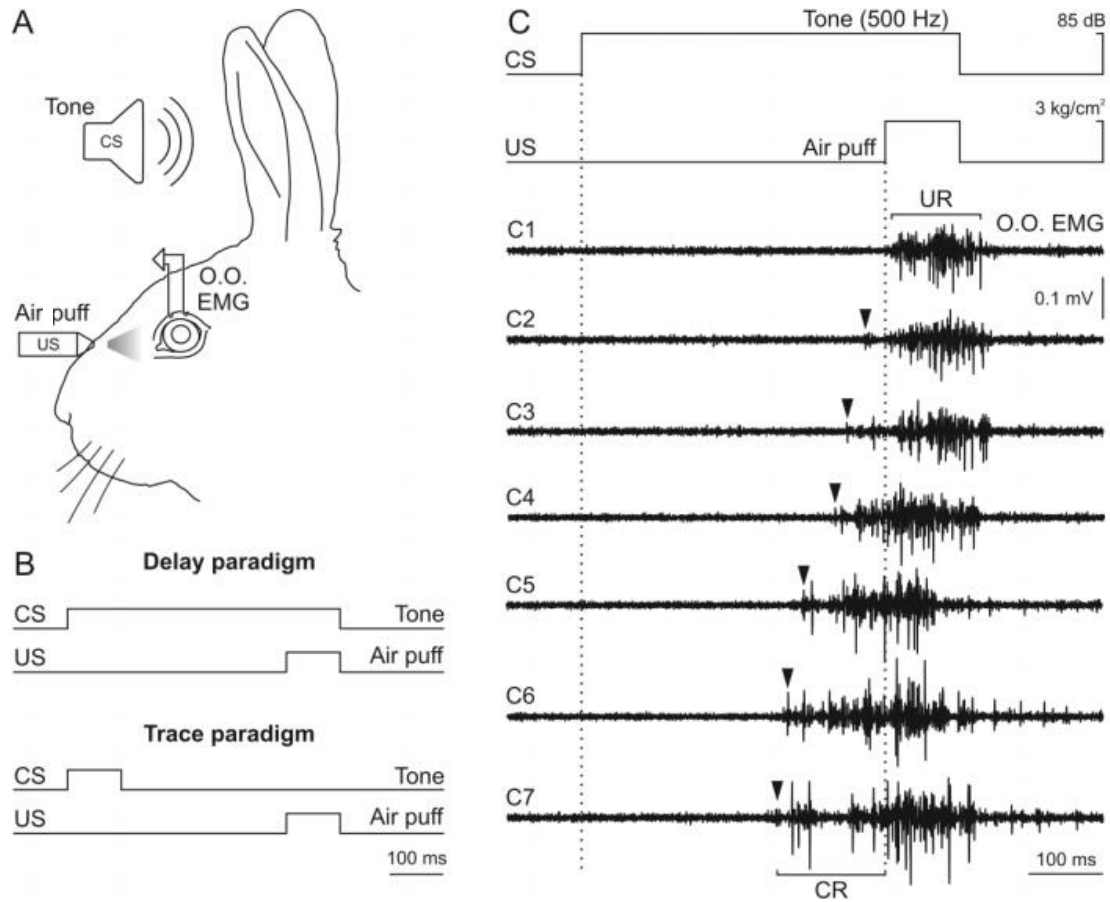 A
Tone
CS
O.O.
EMG
Air puff
US
B
Delay paradigm
CS
Tone
US
Air puff
Trace paradigm
CS
Tone
US
Air puff
100 ms
C
Tone (500 Hz)
85 dB
CS
3 kg/cm²
Air puff
US
UR
C1
O.O. EMG
0.1 mV
C2
C3
C4
C5
C6
C7
CR
100 ms